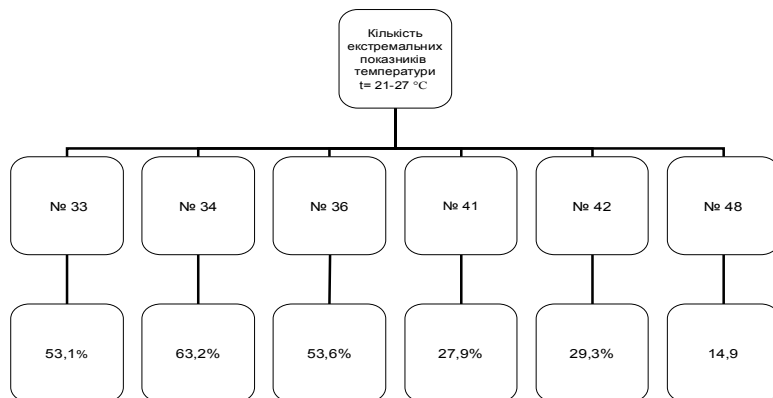 Кількість
екстремальних
показників
температури
t= 21-27 °С
№ 33
№ 34
№ 36
№ 41
№ 42
№ 48
53,1%
63,2%
53,6%
27,9%
29,3%
14,9